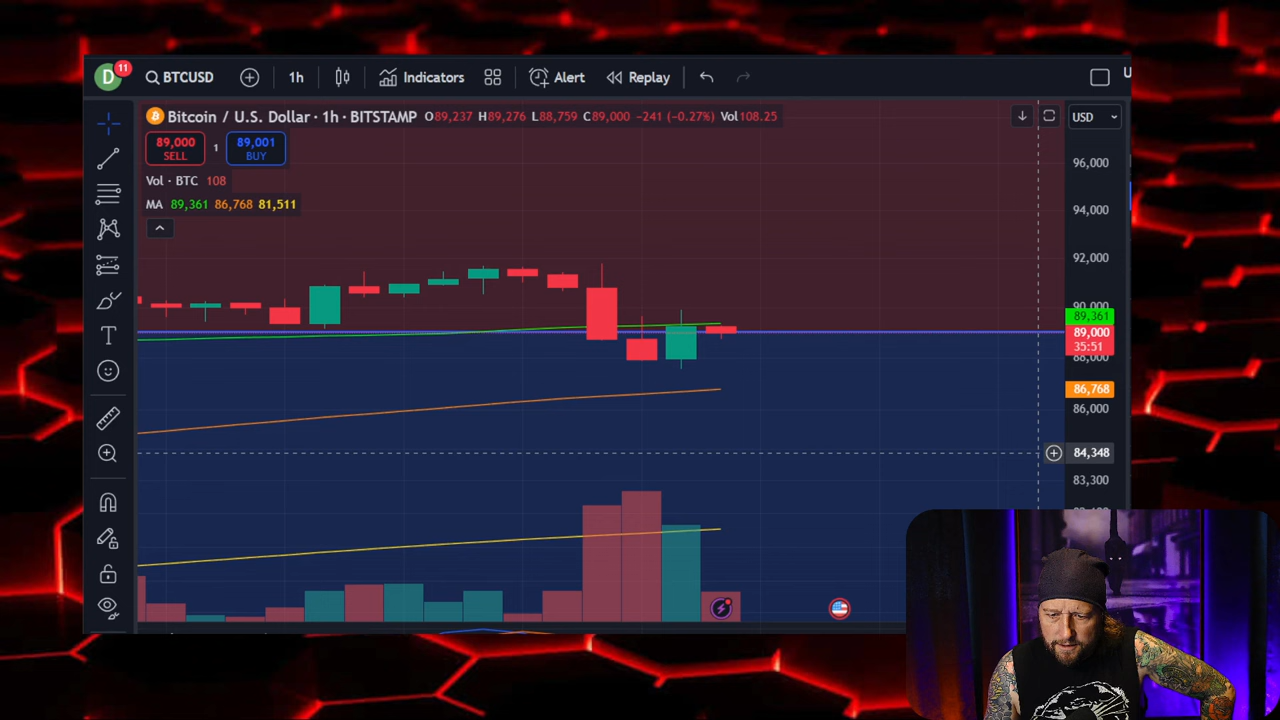 D 11 BTCUSD 1h Indicators Alert Replay U
Bitcoin / U.S. Dollar · 1h · BITSTAMP O89,237 H89,276 L88,759 C89,000 −241 (−0.27%) Vol108.25
USD
89,000 SELL 1 89,001 BUY
Vol · BTC 108
MA 89,361 86,768 81,511
T
96,000
94,000
92,000
90,000
89,361
89,000
35:51
88,000
86,768
86,000
84,348
83,300